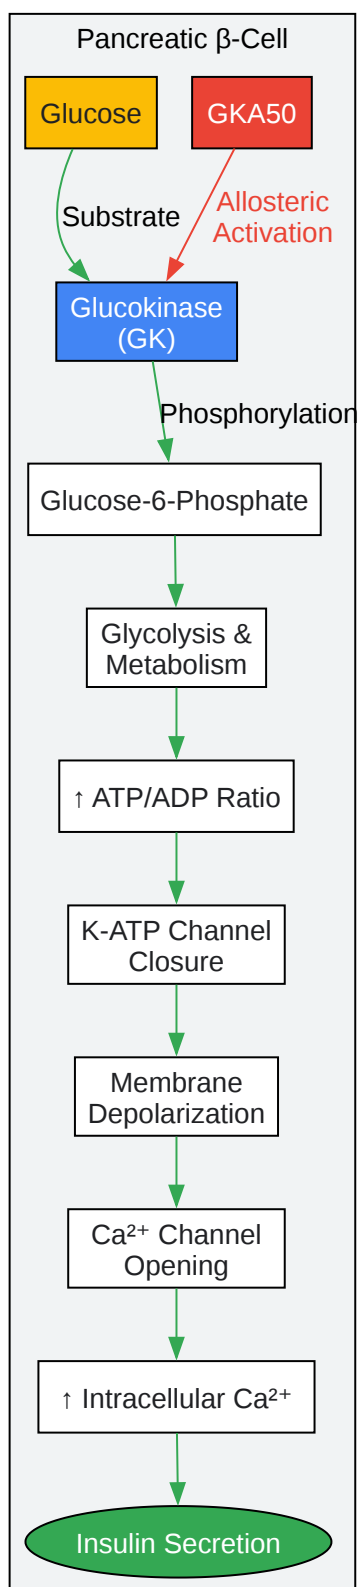 Pancreatic β-Cell
Glucose
GKA50
Substrate
Allosteric
Activation
Glucokinase
(GK)
Phosphorylation
Glucose-6-Phosphate
Glycolysis &
Metabolism
↑ ATP/ADP Ratio
K-ATP Channel
Closure
Membrane
Depolarization
Ca²⁺ Channel
Opening
↑ Intracellular Ca²⁺
Insulin Secretion